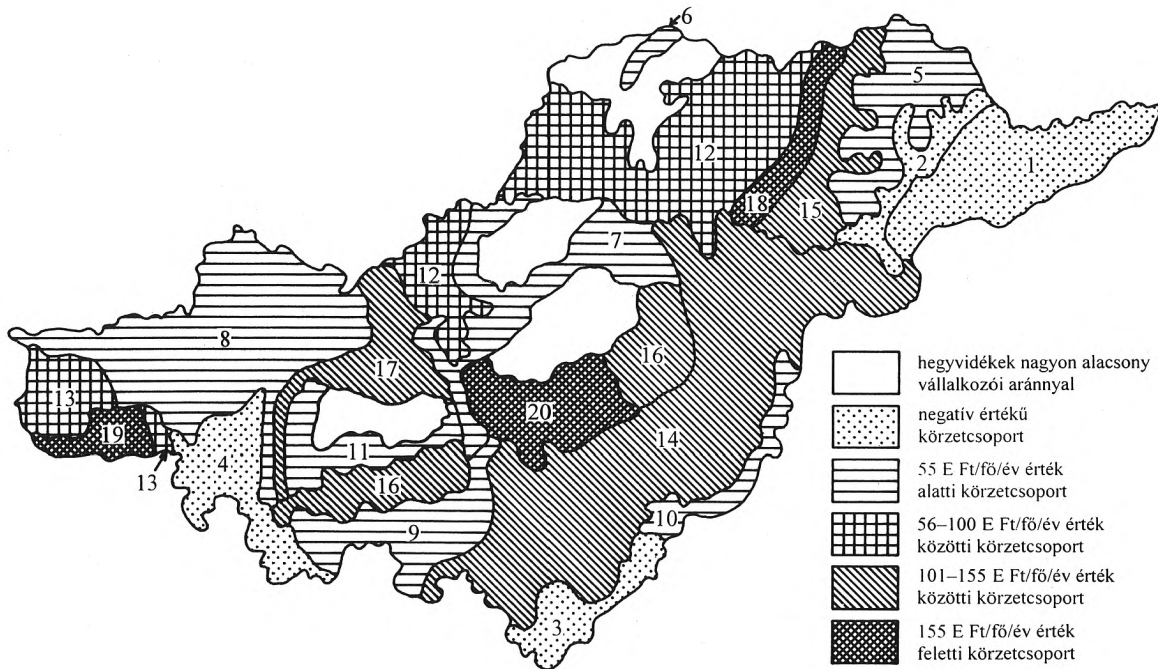 6
5
12
2
1
18
15
7
12
8
16
17
13
20
19
14
11
4
13
16
10
9
3
hegyvidékek nagyon alacsony
vállalkozói aránnyal
negatív értékű
körzetcsoport
55 E Ft/fő/év érték
alatti körzetcsoport
56–100 E Ft/fő/év érték
közötti körzetcsoport
101–155 E Ft/fő/év érték
közötti körzetcsoport
155 E Ft/fő/év érték
feletti körzetcsoport